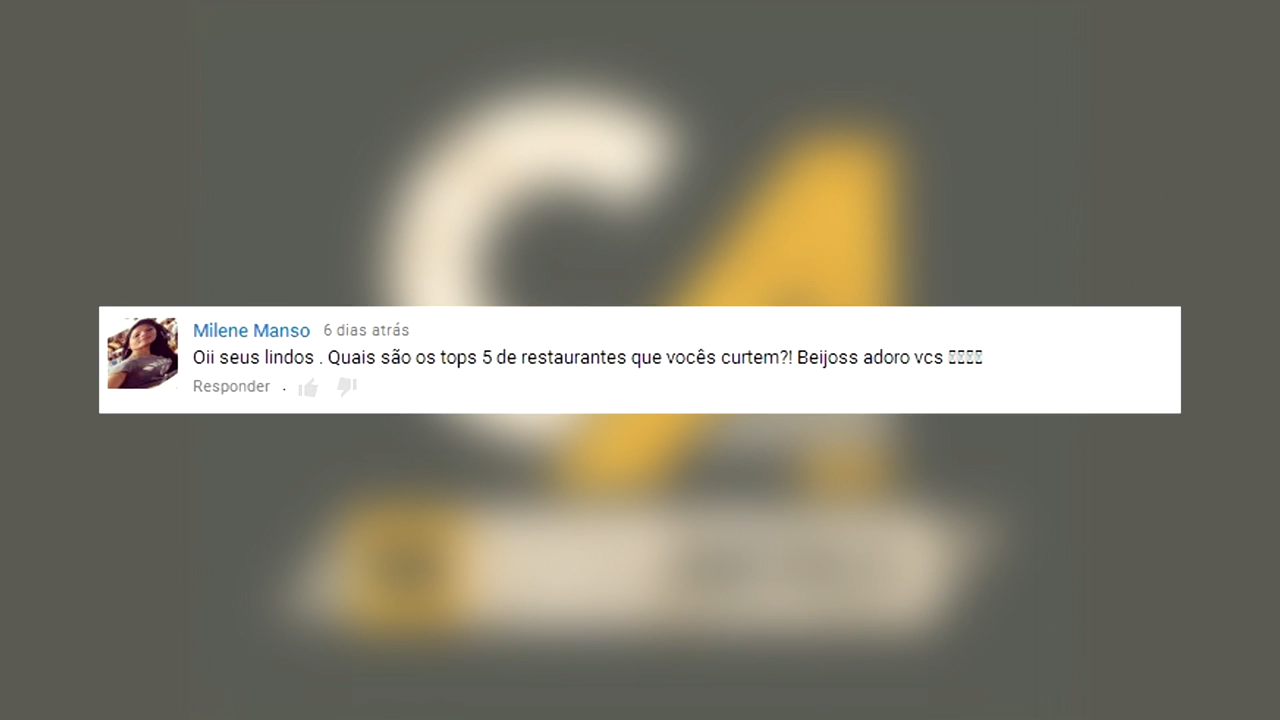 Milene Manso 6 dias atrás
Oii seus lindos . Quais são os tops 5 de restaurantes que vocês curtem?! Beijoss adoro vcs
Responder .